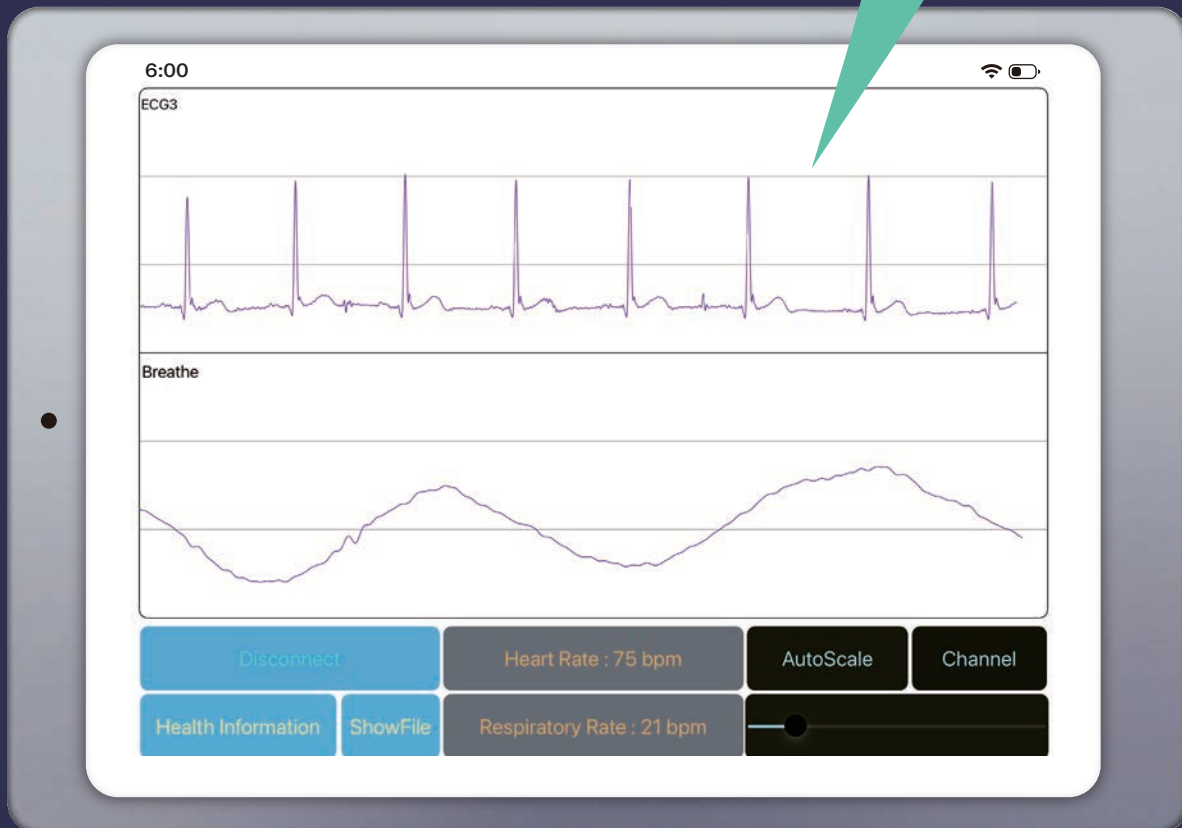 6:00
ECG3
Breathe
Disconnect
Heart Rate : 75 bpm
AutoScale
Channel
Health Information
ShowFile
Respiratory Rate : 21 bpm